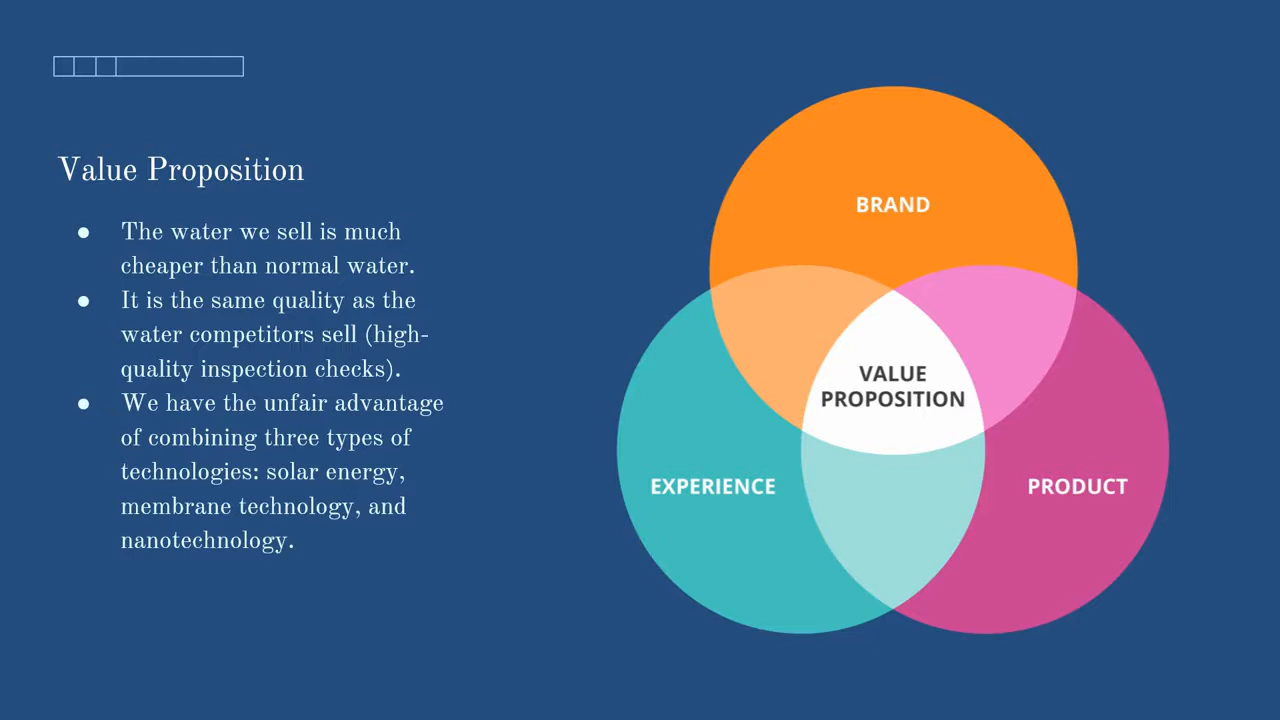 Value Proposition
● The water we sell is much
cheaper than normal water.
● It is the same quality as the
water competitors sell (high-
quality inspection checks).
● We have the unfair advantage
of combining three types of
technologies: solar energy,
membrane technology, and
nanotechnology.
BRAND
VALUE
PROPOSITION
EXPERIENCE
PRODUCT